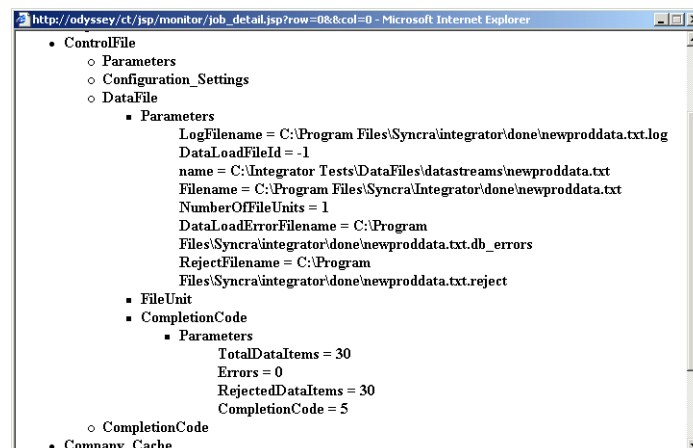 http://odyssey/ct/jsp/monitor/job_detail.jsp?row=0&&col=0 - Microsoft Internet Explorer
ControlFile
Parameters
Configuration_Settings
DataFile
Parameters
LogFilename = C:\Program Files\Syncra\integrator\done\newproddata.txt.log
DataLoadFileId = -1
name = C:\Integrator Tests\DataFiles\datastreams\newproddata.txt
Filename = C:\Program Files\Syncra\Integrator\done\newproddata.txt
NumberOfFileUnits = 1
DataLoadErrorFilename = C:\Program
Files\Syncra\integrator\done\newproddata.txt.db_errors
RejectFilename = C:\Program
Files\Syncra\integrator\done\newproddata.txt.reject
FileUnit
CompletionCode
Parameters
TotalDataItems = 30
Errors = 0
RejectedDataItems = 30
CompletionCode = 5
CompletionCode
Company_Cache